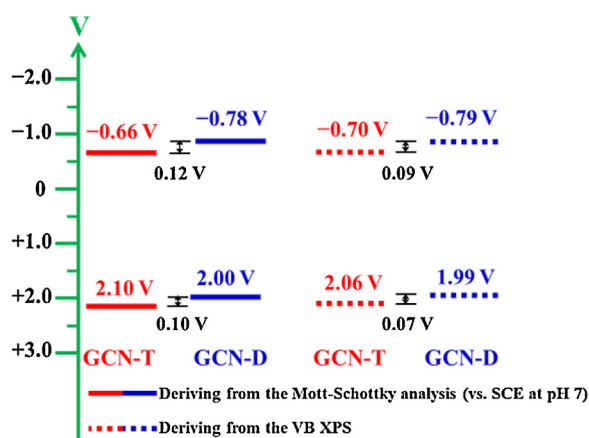 V
−2.0
−1.0
0
+1.0
+2.0
+3.0
−0.66 V
−0.78 V
−0.70 V
−0.79 V
0.12 V
0.09 V
2.10 V
2.00 V
2.06 V
1.99 V
0.10 V
0.07 V
GCN-T
GCN-D
GCN-T
GCN-D
Deriving from the Mott-Schottky analysis (vs. SCE at pH 7)
Deriving from the VB XPS